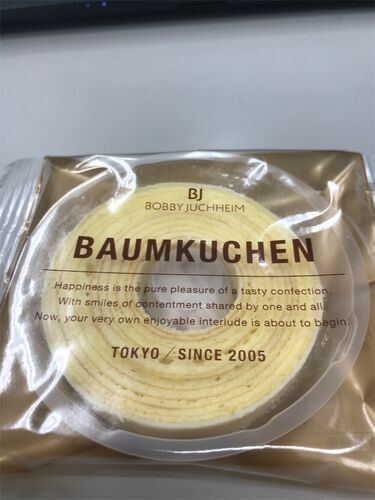 BJ
BOBBY JUCHHEIM
BAUMKUCHEN
Happiness is the pure pleasure of a tasty confection.
With smiles of contentment shared by one and all.
Now, your very own enjoyable interlude is about to begin.
TOKYO / SINCE 2005